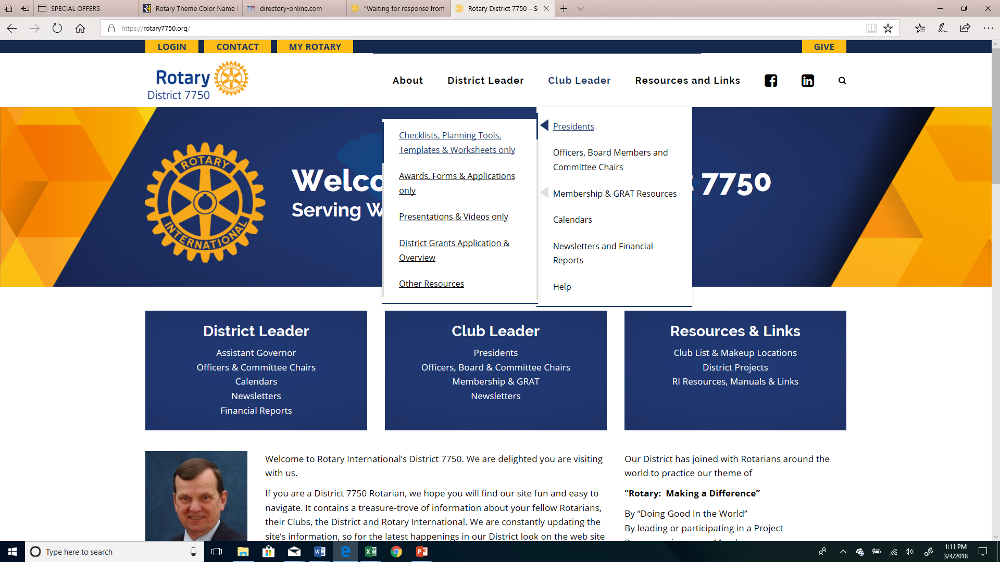 SPECIAL OFFERS
Rotary Theme Color Name
directory-online.com
"Waiting for response from
Rotary District 7750 – S
https://rotary7750.org/
LOGIN
CONTACT
MY ROTARY
GIVE
Rotary
District 7750
ROTARY
INTERNATIONAL
About
District Leader
Club Leader
Resources and Links
Presidents
Officers, Board Members and
Committee Chairs
Membership & GRAT Resources
Calendars
Newsletters and Financial
Reports
Help
Checklists, Planning Tools,
Templates & Worksheets only
Awards, Forms & Applications
only
Presentations & Videos only
District Grants Application &
Overview
Other Resources
ROTARY
INTERNATIONAL
Welco 7750
Serving W
District Leader
Assistant Governor
Officers & Committee Chairs
Calendars
Newsletters
Financial Reports
Club Leader
Presidents
Officers, Board & Committee Chairs
Membership & GRAT
Newsletters
Resources & Links
Club List & Makeup Locations
District Projects
RI Resources, Manuals & Links
Welcome to Rotary International's District 7750. We are delighted you are visiting
with us.
If you are a District 7750 Rotarian, we hope you will find our site fun and easy to
navigate. It contains a treasure-trove of information about your fellow Rotarians,
their Clubs, the District and Rotary International. We are constantly updating the
site's information, so for the latest happenings in our District look on the web site
Our District has joined with Rotarians around the
world to practice our theme of
“Rotary: Making a Difference”
By “Doing Good In the World”
By leading or participating in a Project
Type here to search
1:11 PM
3/4/2018